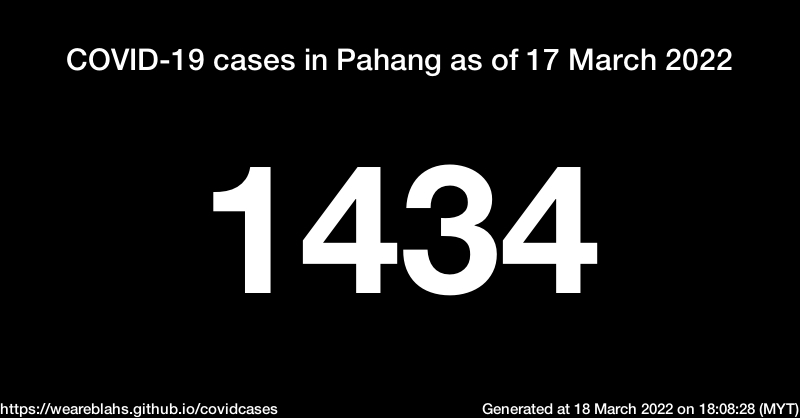 COVID-19 cases in Pahang as of 17 March 2022
1434
https://weareblahs.github.io/covidcases
Generated at 18 March 2022 on 18:08:28 (MYT)